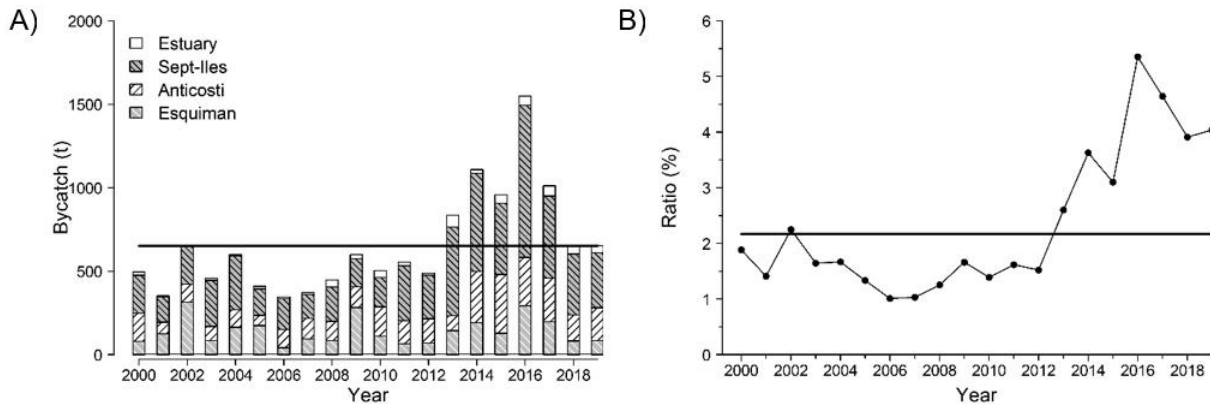 A)
2000
1500
1000
500
0
Bycatch (t)
Estuary
Sept-Iles
Anticosti
Esquiman
2000 2002 2004 2006 2008 2010 2012 2014 2016 2018
Year
B)
6
5
4
3
2
1
0
Ratio (%)
2000 2002 2004 2006 2008 2010 2012 2014 2016 2018
Year